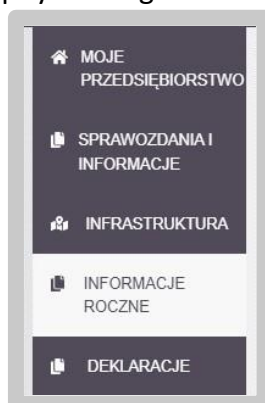 MOJE
PRZEDSIĘBIORSTWO
SPRAWOZDANIA I
INFORMACJE
INFRASTRUKTURA
INFORMACJE
ROCZNE
DEKLARACJE